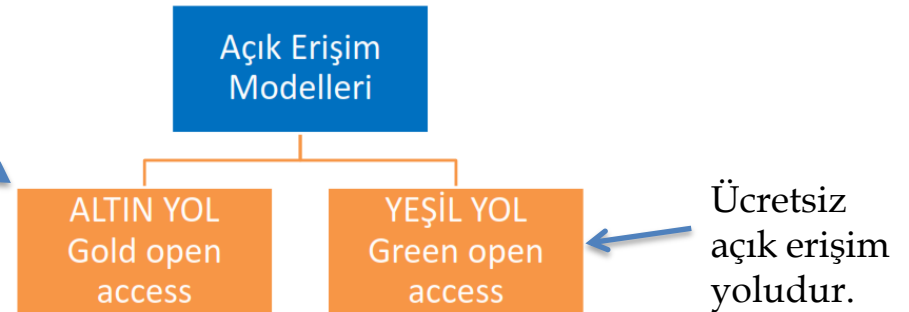 Açık Erişim
Modelleri
ALTIN YOL
Gold open
access
YEŞİL YOL
Green open
access
Ücretsiz
açık erişim
yoludur.